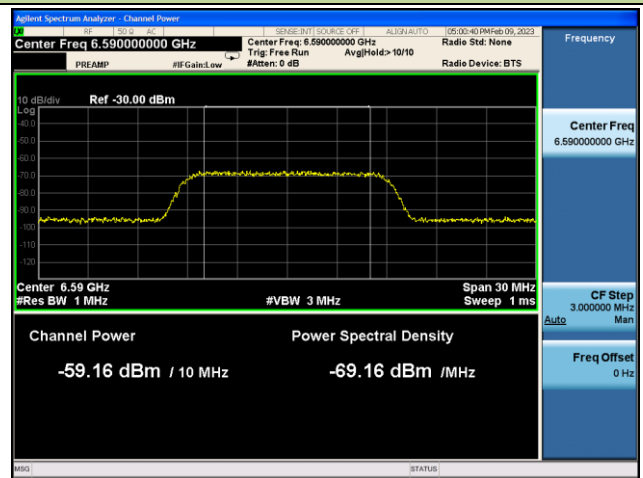 Agilent Spectrum Analyzer - Channel Power
RF 50 Ω AC SENSE:INT SOURCE OFF ALIGNAUTO 05:00:40 PM Feb 09, 2023
Center Freq 6.590000000 GHz Center Freq: 6.590000000 GHz Radio Std: None Frequency
Trig: Free Run Avg|Hold:> 10/10
PREAMP #IFGain:Low #Atten: 0 dB Radio Device: BTS
10 dB/div Ref -30.00 dBm
Log
-40.0
-50.0
-60.0
-70.0
-80.0
-90.0
-100
-110
-120
Center Freq
6.590000000 GHz
Center 6.59 GHz Span 30 MHz
#Res BW 1 MHz #VBW 3 MHz Sweep 1 ms
CF Step
3.000000 MHz
Auto Man
Channel Power Power Spectral Density
-59.16 dBm / 10 MHz -69.16 dBm /MHz
Freq Offset
0 Hz
MSG STATUS